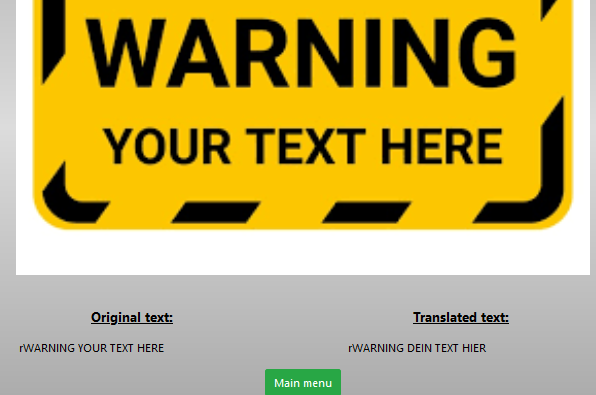 WARNING
YOUR TEXT HERE
Original text:
Translated text:
rWARNING YOUR TEXT HERE
rWARNING DEIN TEXT HIER
Main menu